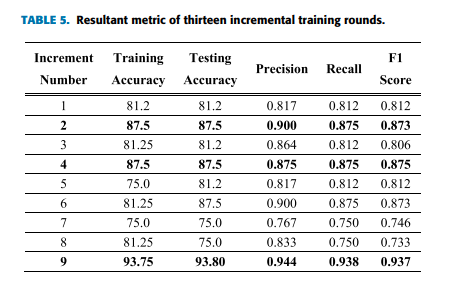 TABLE 5. Resultant metric of thirteen incremental training rounds.
Increment Number Training Accuracy Testing Accuracy Precision Recall F1 Score
1 81.2 81.2 0.817 0.812 0.812
2 87.5 87.5 0.900 0.875 0.873
3 81.25 81.2 0.864 0.812 0.806
4 87.5 87.5 0.875 0.875 0.875
5 75.0 81.2 0.817 0.812 0.812
6 81.25 87.5 0.900 0.875 0.873
7 75.0 75.0 0.767 0.750 0.746
8 81.25 75.0 0.833 0.750 0.733
9 93.75 93.80 0.944 0.938 0.937